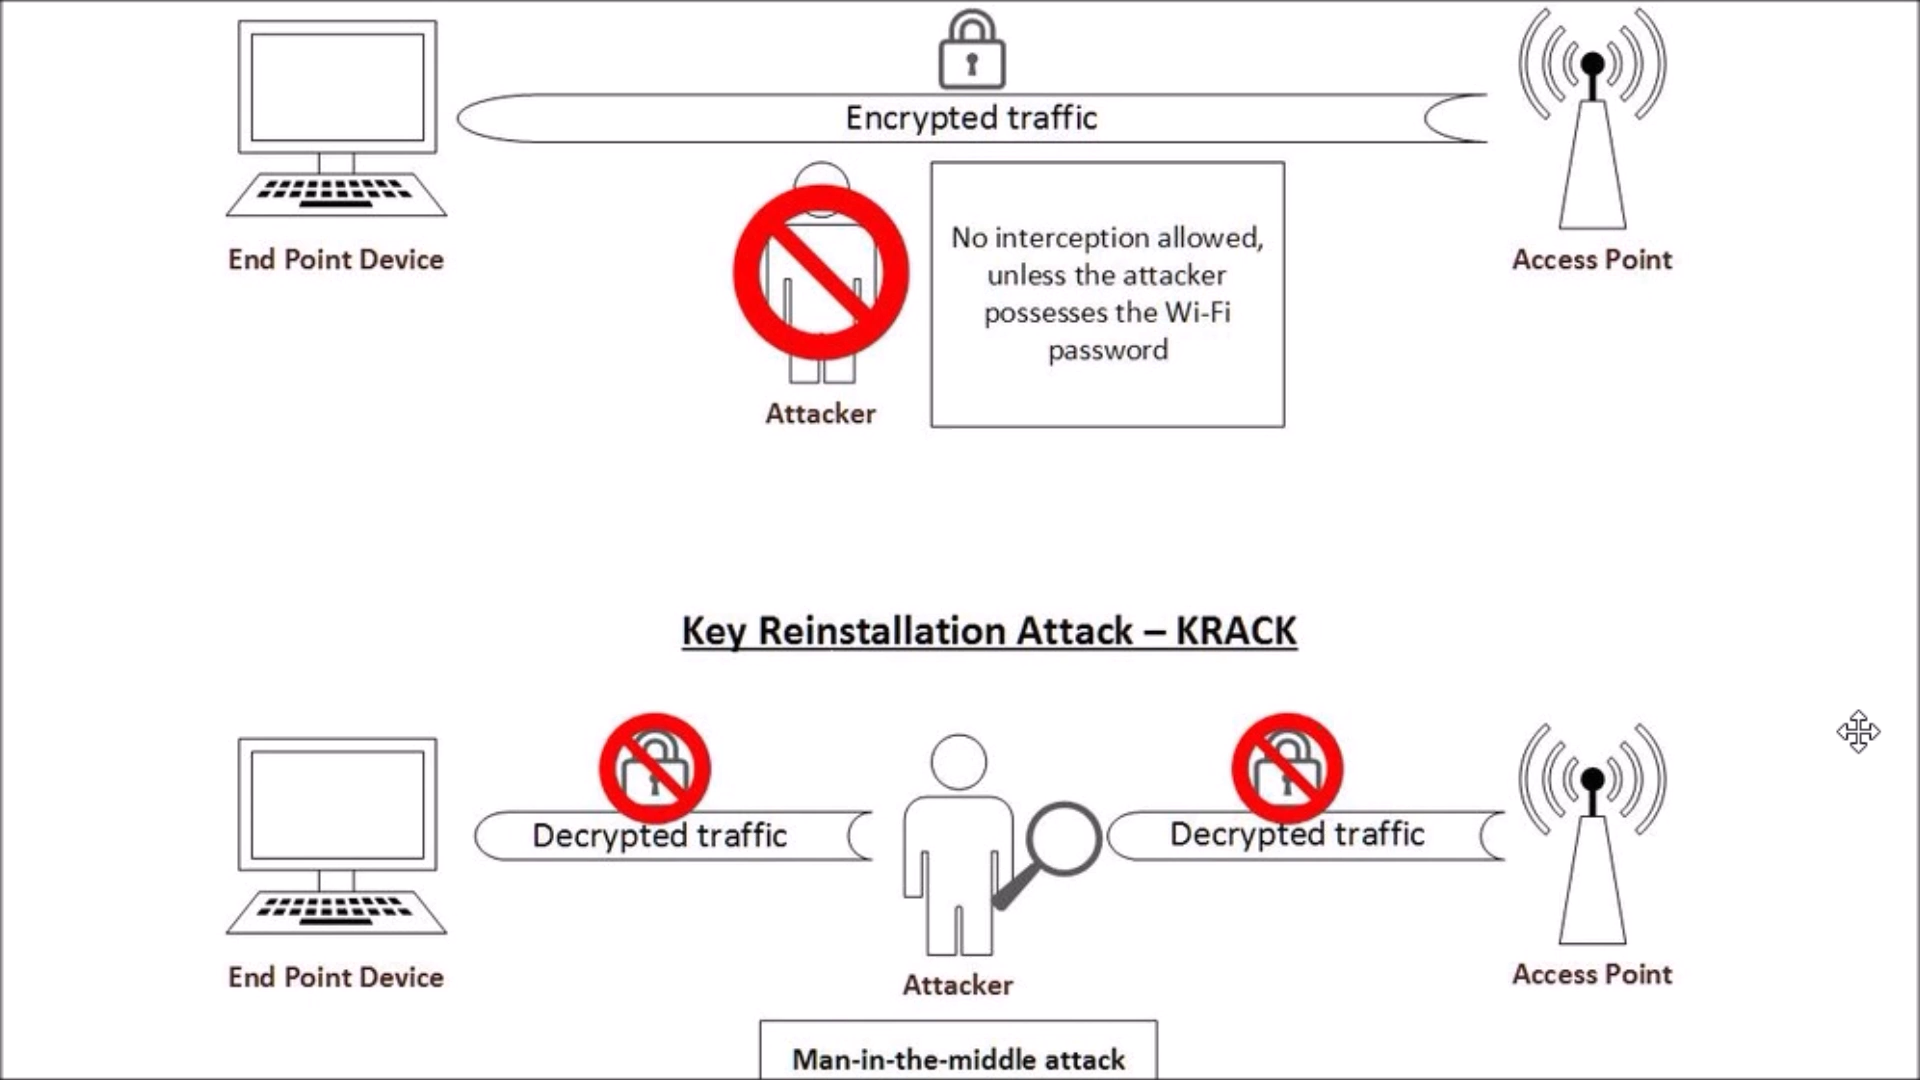 Encrypted traffic
No interception allowed,
unless the attacker
possesses the Wi-Fi
password
End Point Device
Access Point
Attacker
Key Reinstallation Attack – KRACK
Decrypted traffic
Decrypted traffic
End Point Device
Attacker
Access Point
Man-in-the-middle attack